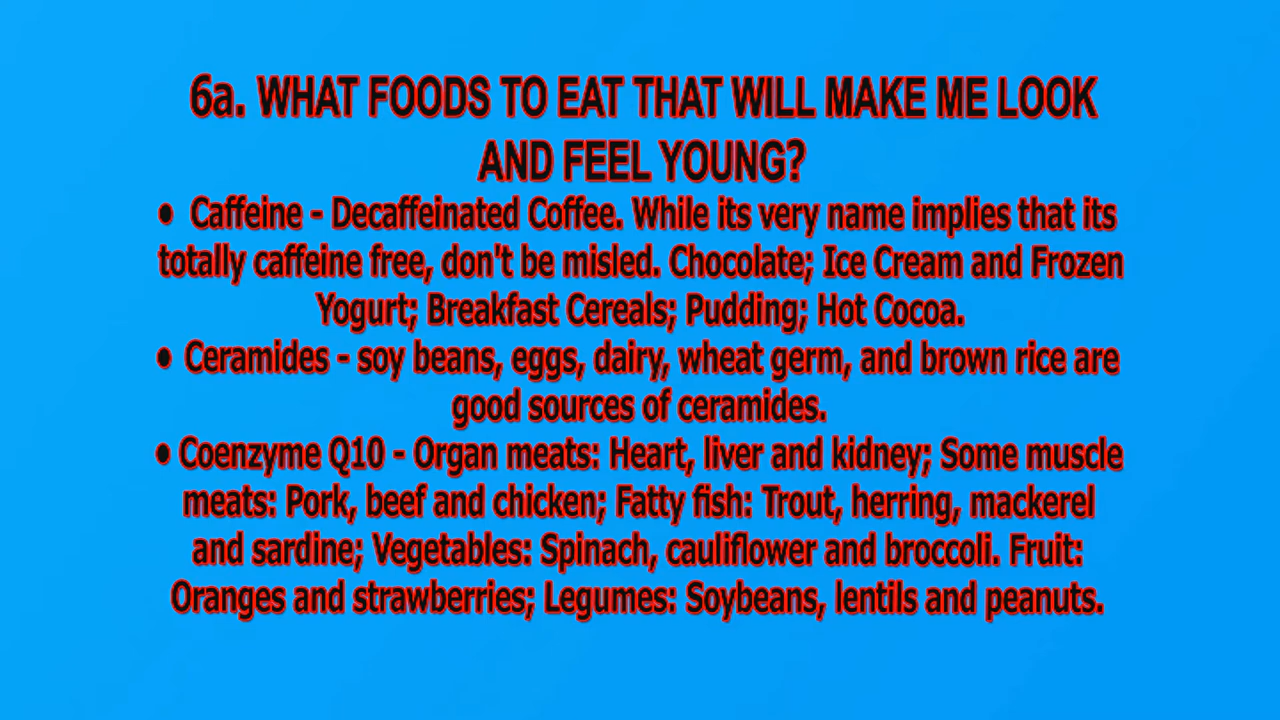 6a. WHAT FOODS TO EAT THAT WILL MAKE ME LOOK
AND FEEL YOUNG?
• Caffeine - Decaffeinated Coffee. While its very name implies that its
totally caffeine free, don't be misled. Chocolate; Ice Cream and Frozen
Yogurt; Breakfast Cereals; Pudding; Hot Cocoa.
• Ceramides - soy beans, eggs, dairy, wheat germ, and brown rice are
good sources of ceramides.
• Coenzyme Q10 - Organ meats: Heart, liver and kidney; Some muscle
meats: Pork, beef and chicken; Fatty fish: Trout, herring, mackerel
and sardine; Vegetables: Spinach, cauliflower and broccoli. Fruit:
Oranges and strawberries; Legumes: Soybeans, lentils and peanuts.